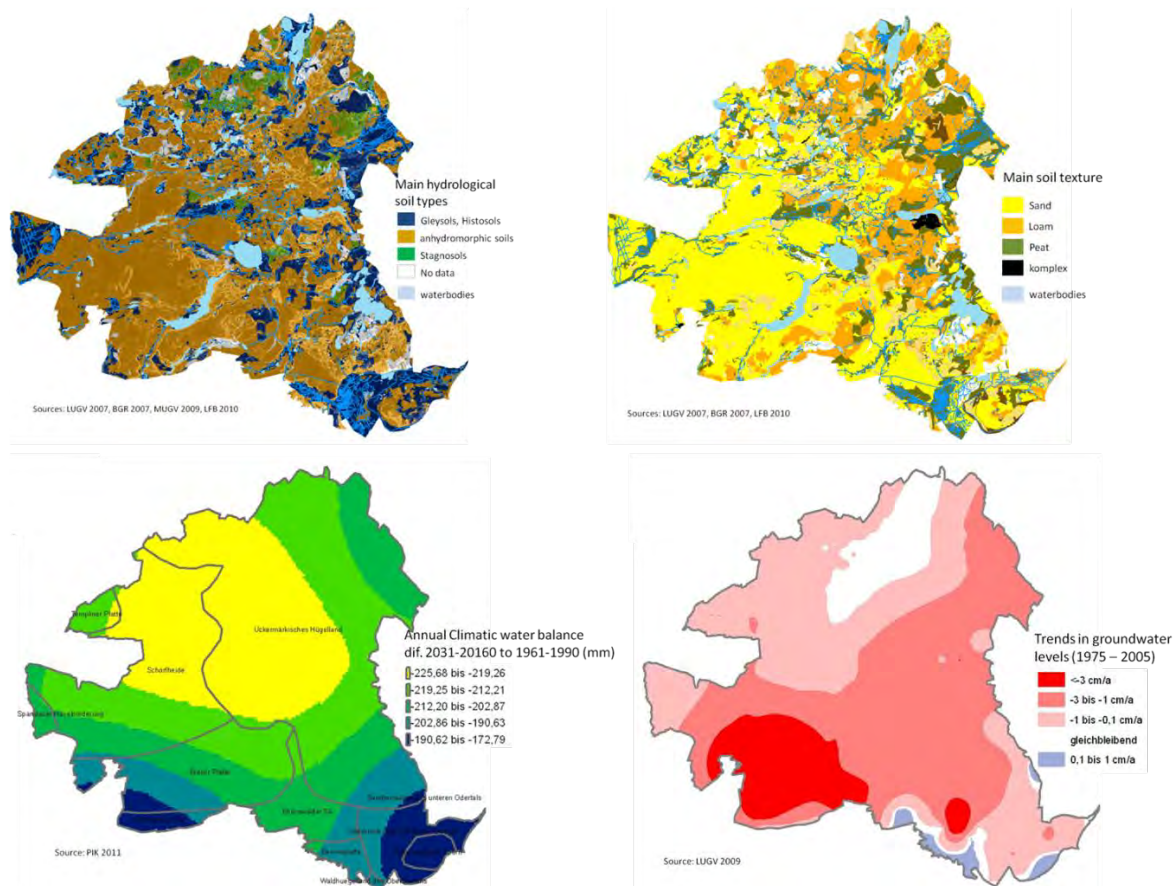 Main hydrological
soil types
Gleysols, Histosols
anhydromorphic soils
Stagnosols
No data
waterbodies
Sources: LUGV 2007, BGR 2007, MUGV 2009, LFB 2010
Main soil texture
Sand
Loam
Peat
komplex
waterbodies
Sources: LUGV 2007, BGR 2007, LFB 2010
Templiner Platte
Uckermärkisches Hügelland
Schorfheide
Annual Climatic water balance
dif. 2031-20160 to 1961-1990 (mm)
-225,68 bis -219,26
-219,25 bis -212,21
-212,20 bis -202,87
-202,86 bis -190,63
-190,62 bis -172,79
Platte
unteren Odertals
Source: PIK 2011
Trends in groundwater
levels (1975 – 2005)
<-3 cm/a
-3 bis -1 cm/a
-1 bis -0,1 cm/a
gleichbleibend
0,1 bis 1 cm/a
Source: LUGV 2009